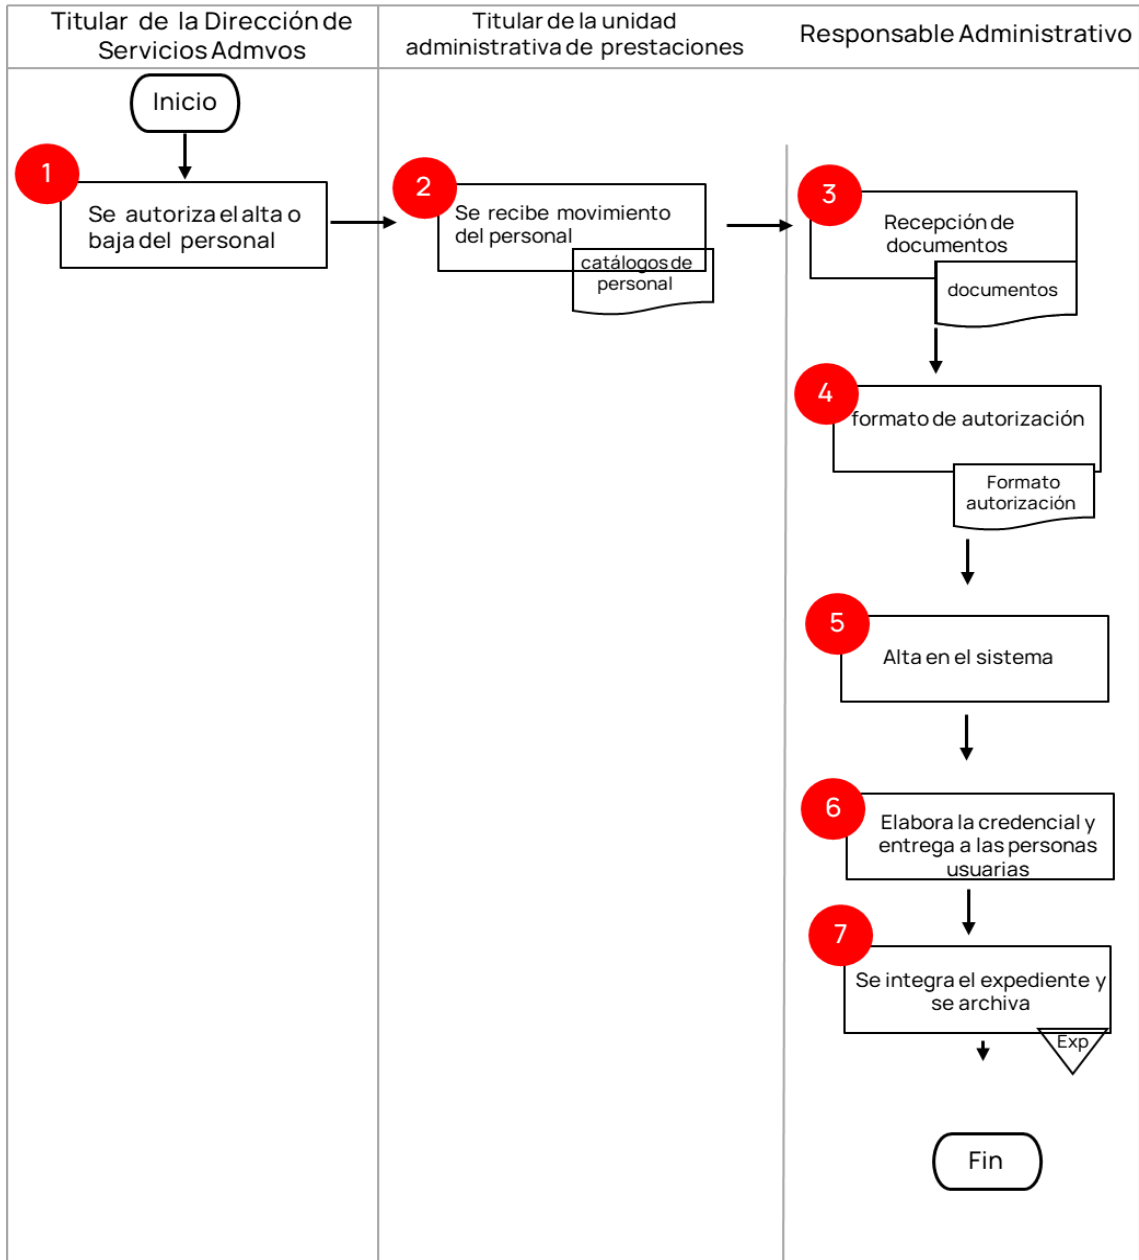 Titular de la Dirección de
Servicios Admvos
Titular de la unidad
administrativa de prestaciones
Responsable Administrativo
Inicio
1
Se autoriza el alta o
baja del personal
2
Se recibe movimiento
del personal
catálogos de
personal
3
Recepción de
documentos
documentos
4
formato de autorización
Formato
autorización
5
Alta en el sistema
6
Elabora la credencial y
entrega a las personas
usuarias
7
Se integra el expediente y
se archiva
Exp
Fin